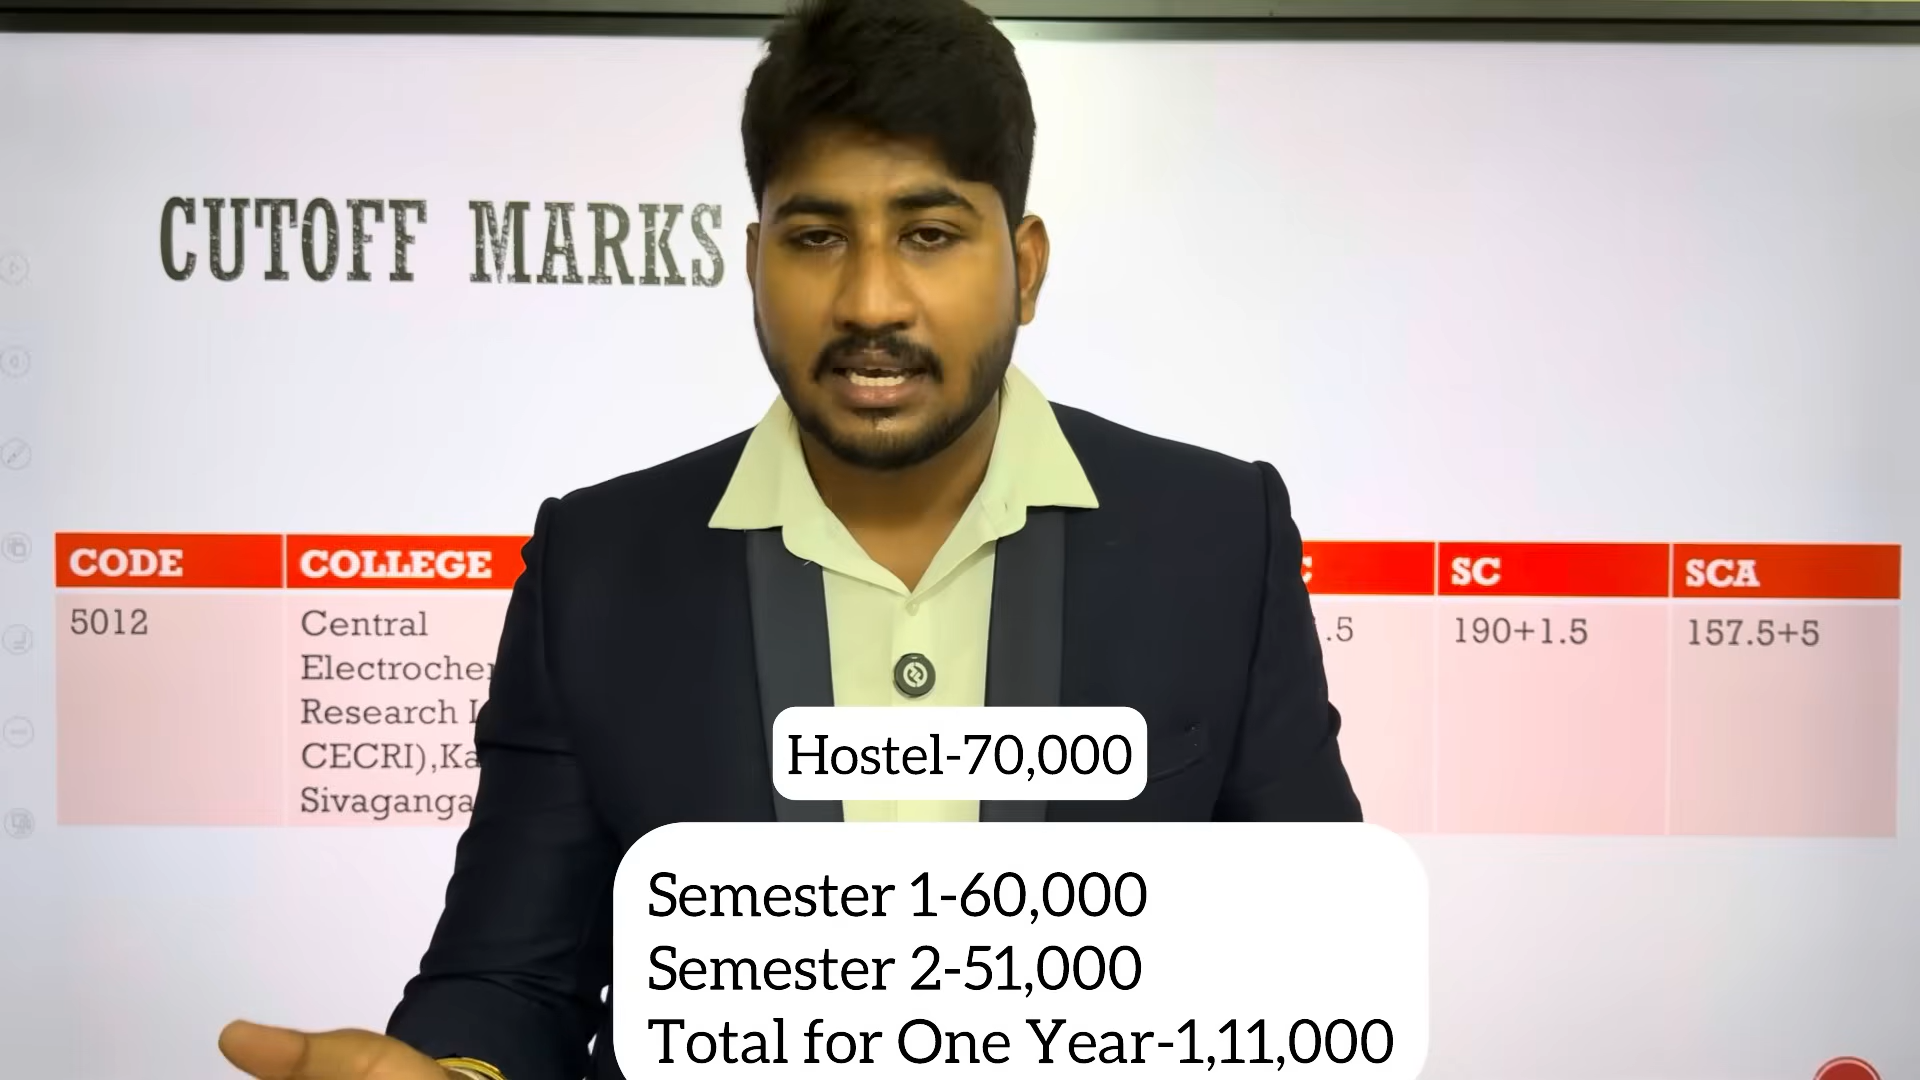 CUTOFF MARKS
CODE COLLEGE SC SCA
5012 Central .5 190+1.5 157.5+5
Research
CECRI),
Sivaganga
Hostel-70,000
Semester 1-60,000
Semester 2-51,000
Total for One Year-1,11,000